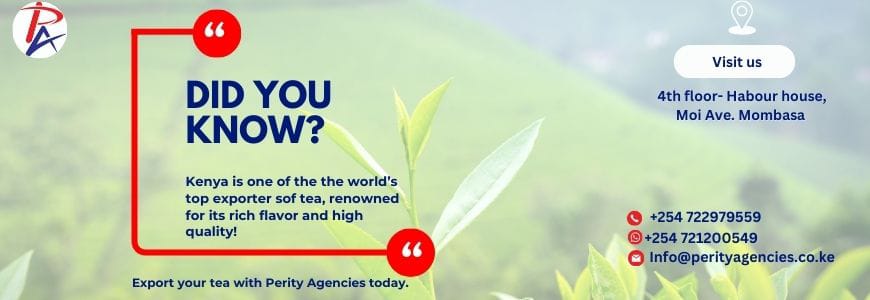 PA
DID YOU
KNOW?
Kenya is one of the the world's
top exporter sof tea, renowned
for its rich flavor and high
quality!
Export your tea with Perity Agencies today.
Visit us
4th floor- Habour house,
Moi Ave. Mombasa
+254 722979559
+254 721200549
Info@perityagencies.co.ke